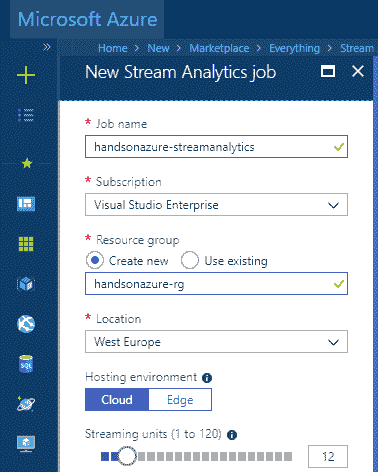 Microsoft Azure
»
Home > New > Marketplace > Everything > Stream
New Stream Analytics job
* Job name
handsonazure-streamanalytics
* Subscription
Visual Studio Enterprise
* Resource group
Create new Use existing
handsonazure-rg
* Location
West Europe
Hosting environment
Cloud Edge
Streaming units (1 to 120)
12
SQL